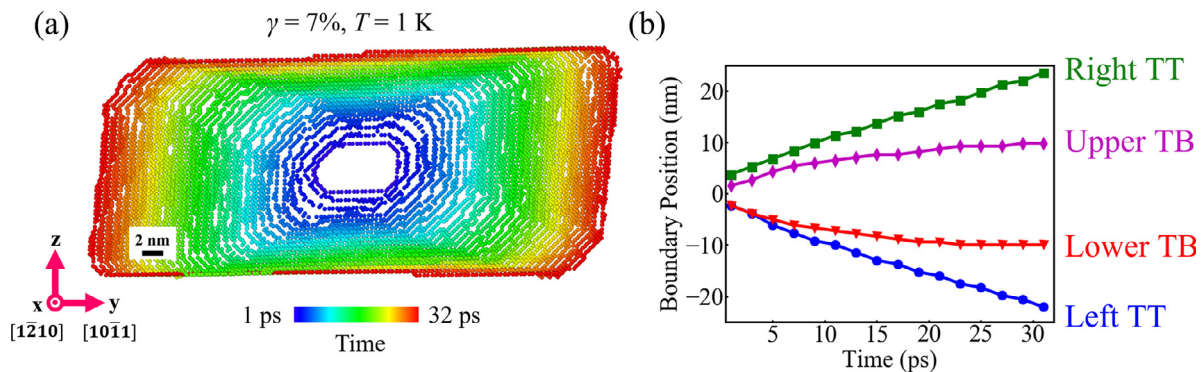 (a)
γ = 7%, T = 1 K
2 nm
z
x
y
[12̄10]
[101̄1]
1 ps
32 ps
Time
(b)
Boundary Position (nm)
20
10
0
−10
−20
5
10
15
20
25
30
Time (ps)
Right TT
Upper TB
Lower TB
Left TT